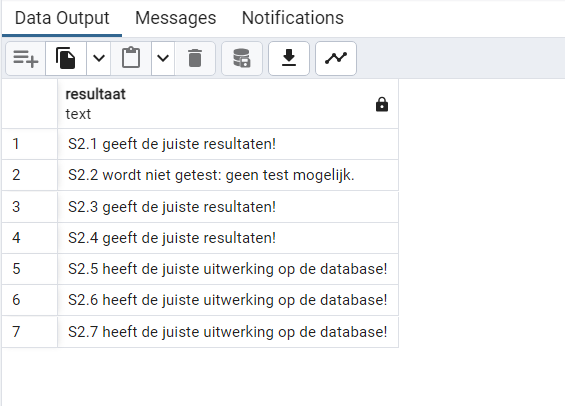 Data Output Messages Notifications
resultaat
text
1 S2.1 geeft de juiste resultaten!
2 S2.2 wordt niet getest: geen test mogelijk.
3 S2.3 geeft de juiste resultaten!
4 S2.4 geeft de juiste resultaten!
5 S2.5 heeft de juiste uitwerking op de database!
6 S2.6 heeft de juiste uitwerking op de database!
7 S2.7 heeft de juiste uitwerking op de database!